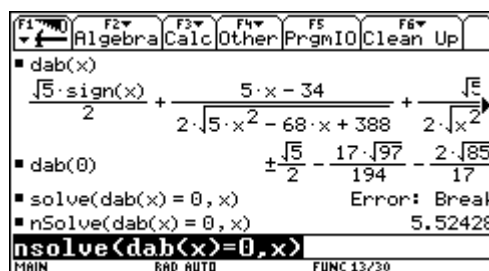 F1 F2 F3 F4 F5 F6
Algebra Calc Other PrgmIO Clean Up
▪ dab(x)
√5·sign(x)/2 + (5·x − 34)/(2·√(5·x² − 68·x + 388)) + √5/(2·√(x²
▪ dab(0) ±√5/2 − 17·√97/194 − 2·√85/17
▪ solve(dab(x) = 0, x) Error: Break
▪ nSolve(dab(x) = 0, x) 5.52428
nsolve(dab(x)=0,x)
MAIN RAD AUTO FUNC 13/30